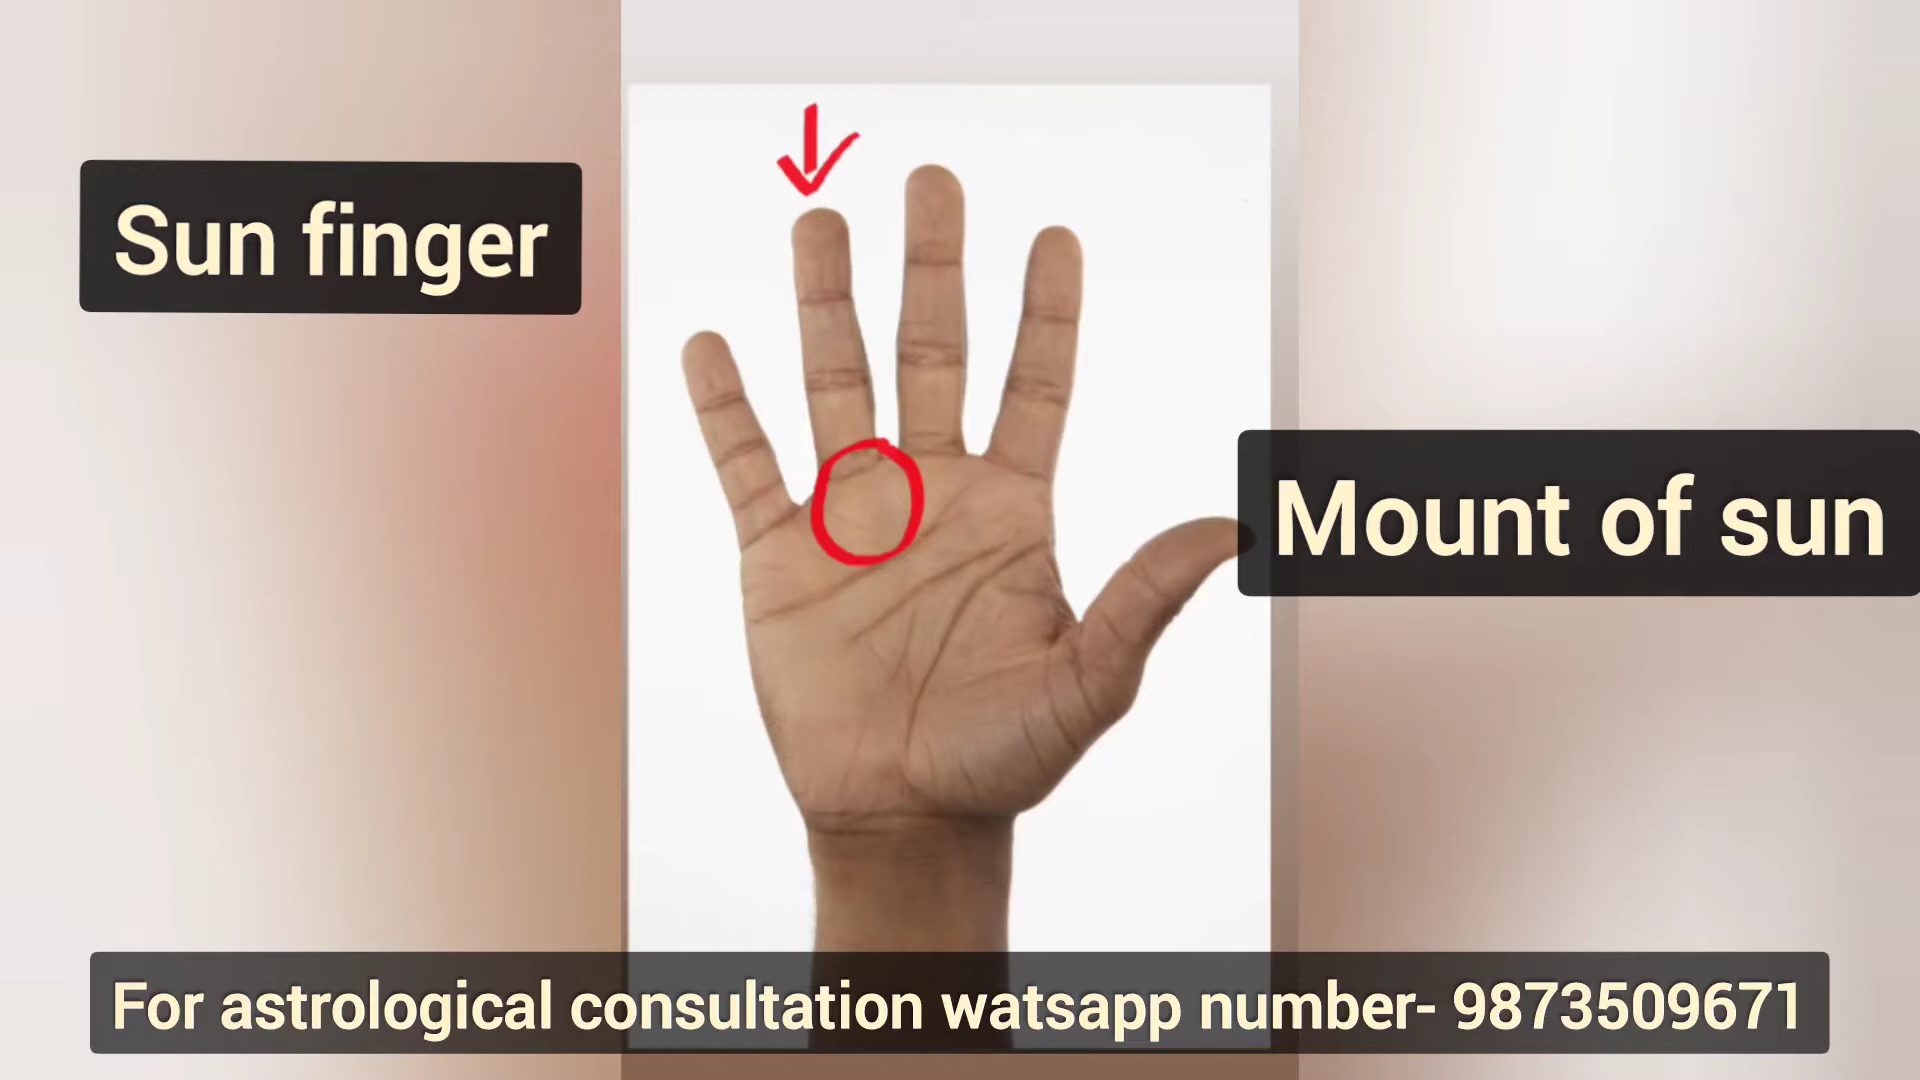 Sun finger
Mount of sun
For astrological consultation watsapp number- 9873509671